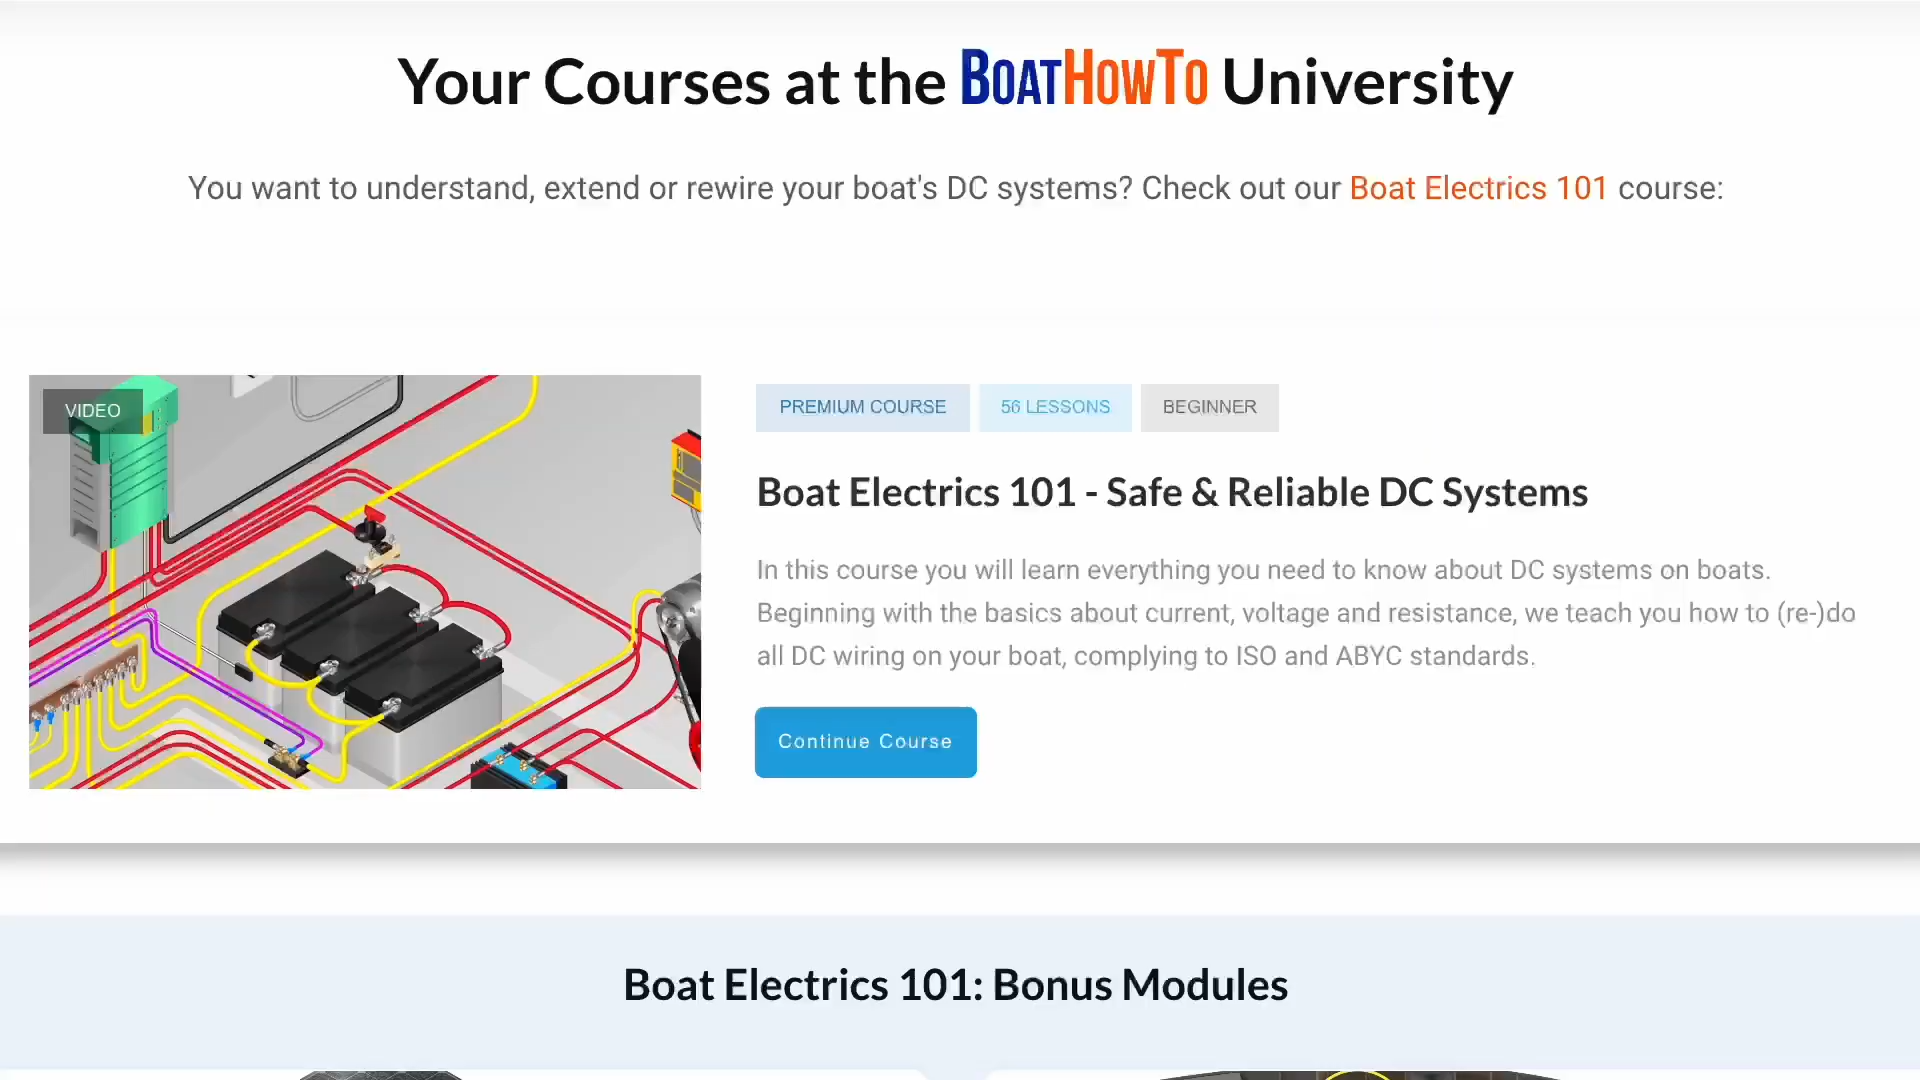 Your Courses at the BOATHOWTO University
You want to understand, extend or rewire your boat's DC systems? Check out our Boat Electrics 101 course:
VIDEO
PREMIUM COURSE 56 LESSONS BEGINNER
Boat Electrics 101 - Safe & Reliable DC Systems
In this course you will learn everything you need to know about DC systems on boats.
Beginning with the basics about current, voltage and resistance, we teach you how to (re-)do
all DC wiring on your boat, complying to ISO and ABYC standards.
Continue Course
Boat Electrics 101: Bonus Modules